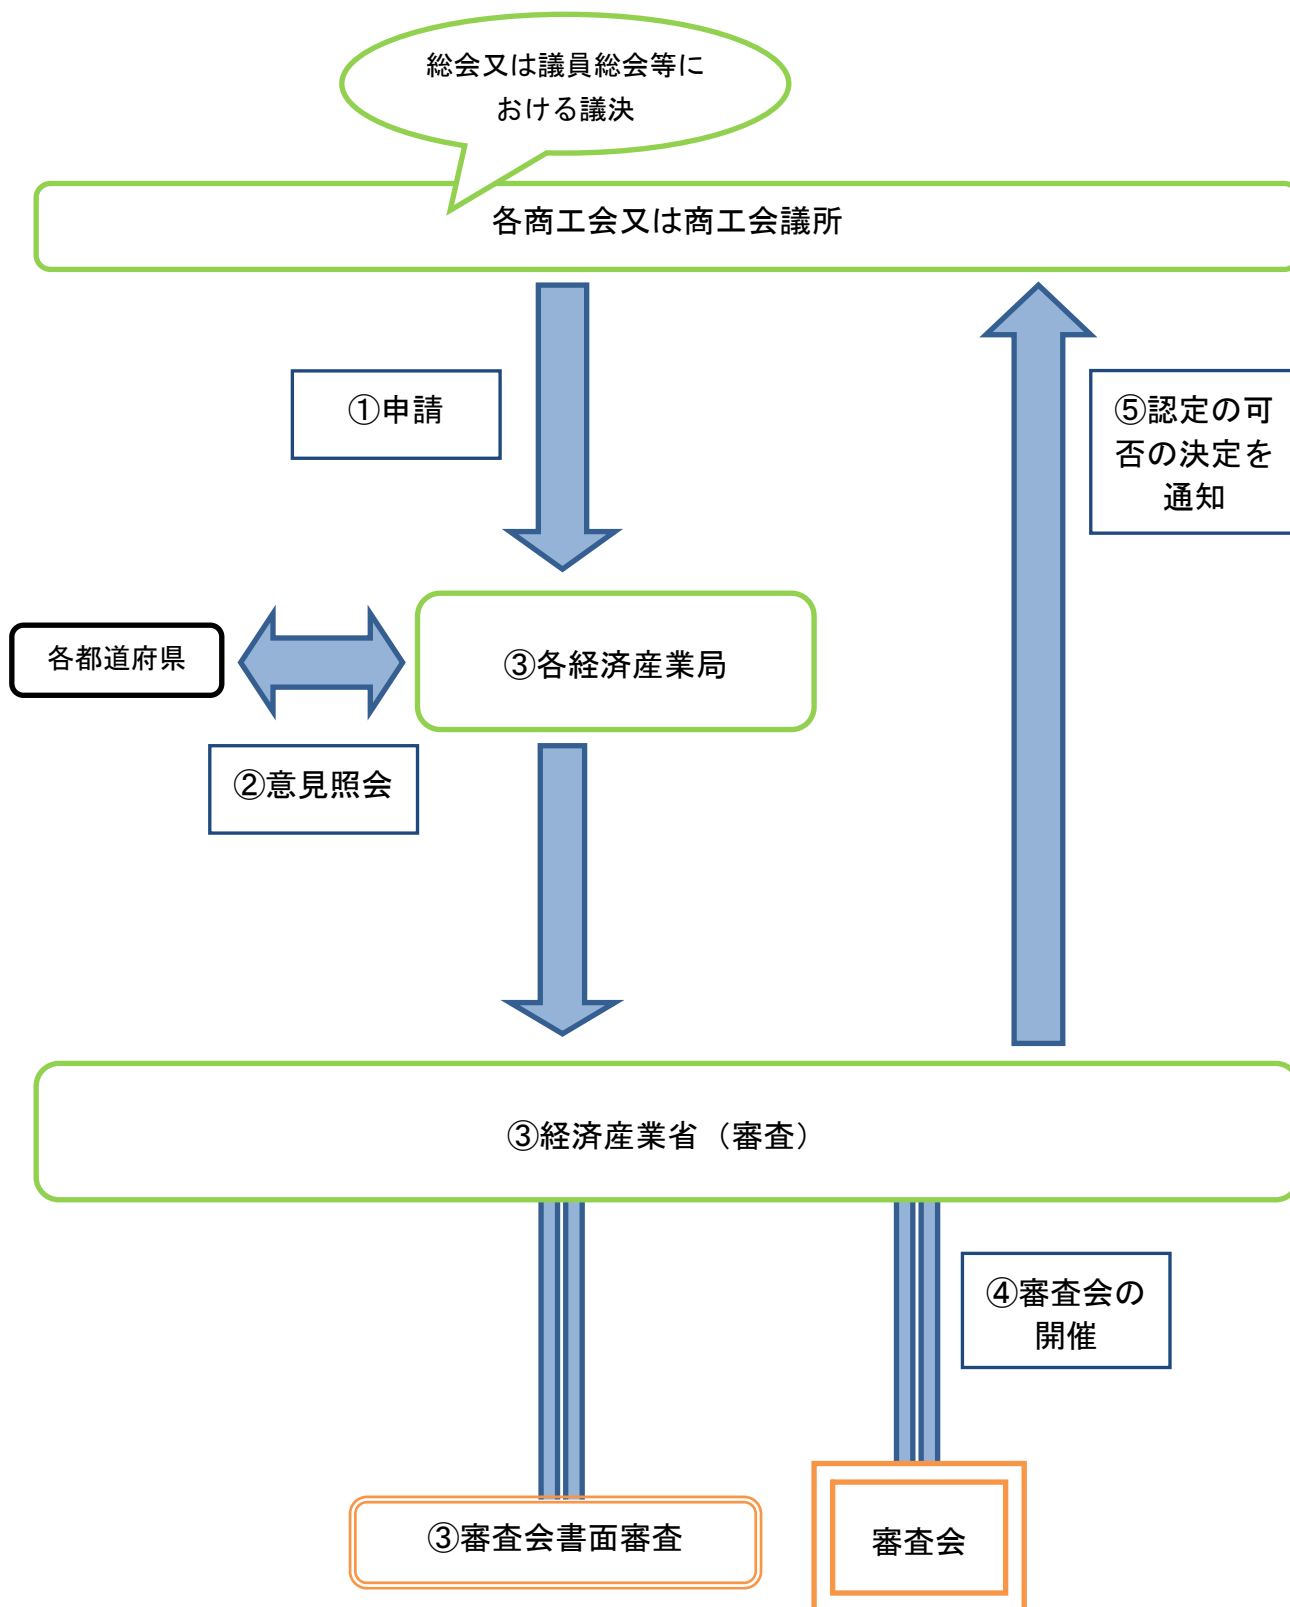 総会又は議員総会等に
おける議決
各商工会又は商工会議所
①申請
⑤認定の可
否の決定を
通知
各都道府県
③各経済産業局
②意見照会
③経済産業省（審査）
④審査会の
開催
③審査会書面審査
審査会